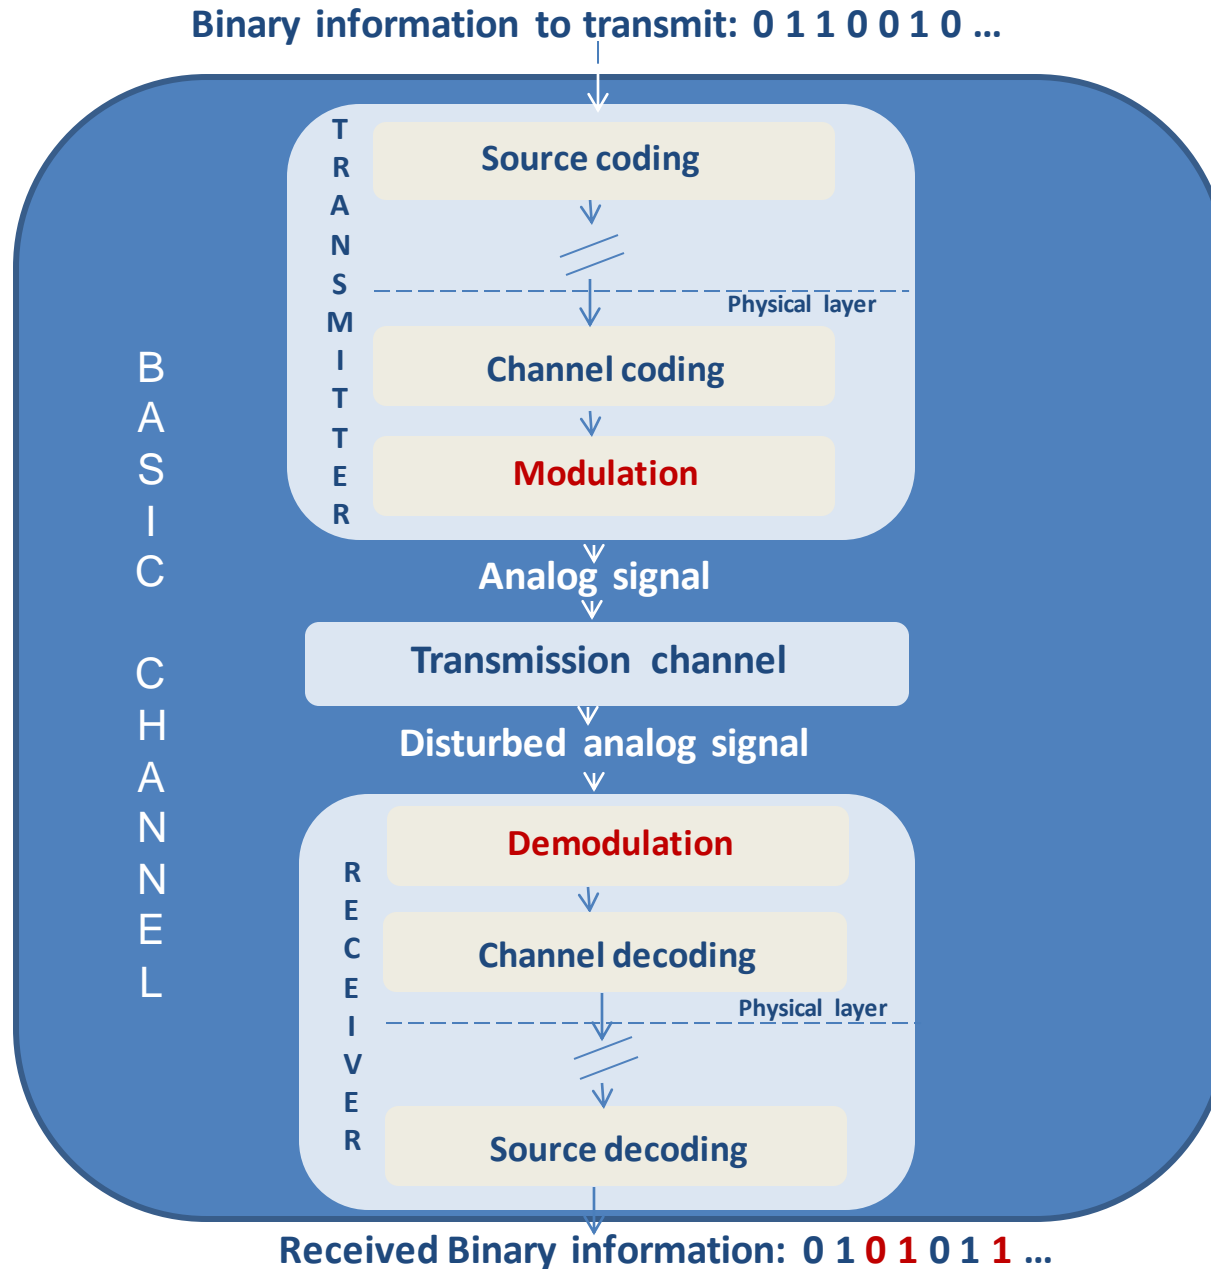 Binary information to transmit: 0 1 1 0 0 1 0 ...
TRANSMITTER
Source coding
Physical layer
Channel coding
Modulation
BASIC CHANNEL
Analog signal
Transmission channel
Disturbed analog signal
RECEIVER
Demodulation
Channel decoding
Physical layer
Source decoding
Received Binary information: 0 1 0 1 0 1 1 ...